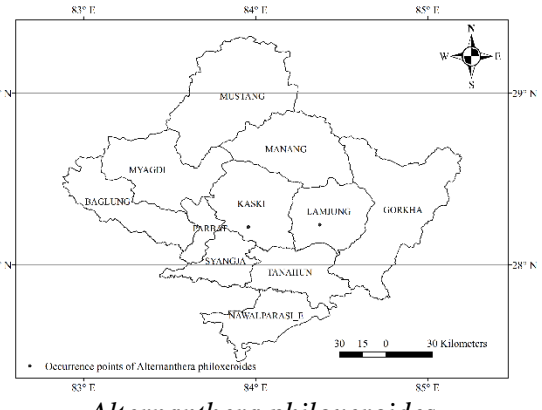 83° E 84° E 85° E
N
W E
S
° N 29° N
MUSTANG
MANANG
MYAGDI
BAGLUNG KASKI LAMJUNG GORKHA
PARBAT
SYANGJA
° N 28° N
TANAHUN
NAWALPARASI_E
30 15 0 30 Kilometers
• Occurrence points of Alternanthera philoxeroides
83° E 84° E 85° E
Alternanthera philoxeroides